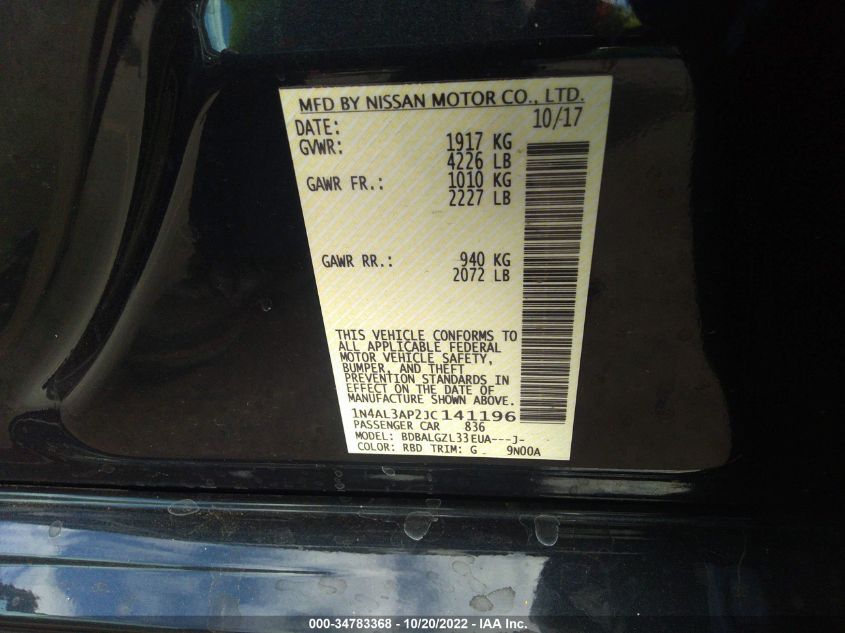 MFD BY NISSAN MOTOR CO., LTD.
DATE: 10/17
GVWR: 1917 KG
4226 LB
GAWR FR.: 1010 KG
2227 LB
GAWR RR.: 940 KG
2072 LB
THIS VEHICLE CONFORMS TO
ALL APPLICABLE FEDERAL
MOTOR VEHICLE SAFETY,
BUMPER, AND THEFT
PREVENTION STANDARDS IN
EFFECT ON THE DATE OF
MANUFACTURE SHOWN ABOVE.
1N4AL3AP2JC141196
PASSENGER CAR 836
MODEL: BDBALGZL33EUA---J-
COLOR: RBD TRIM: G 9N00A
000-34783368 - 10/20/2022 - IAA Inc.